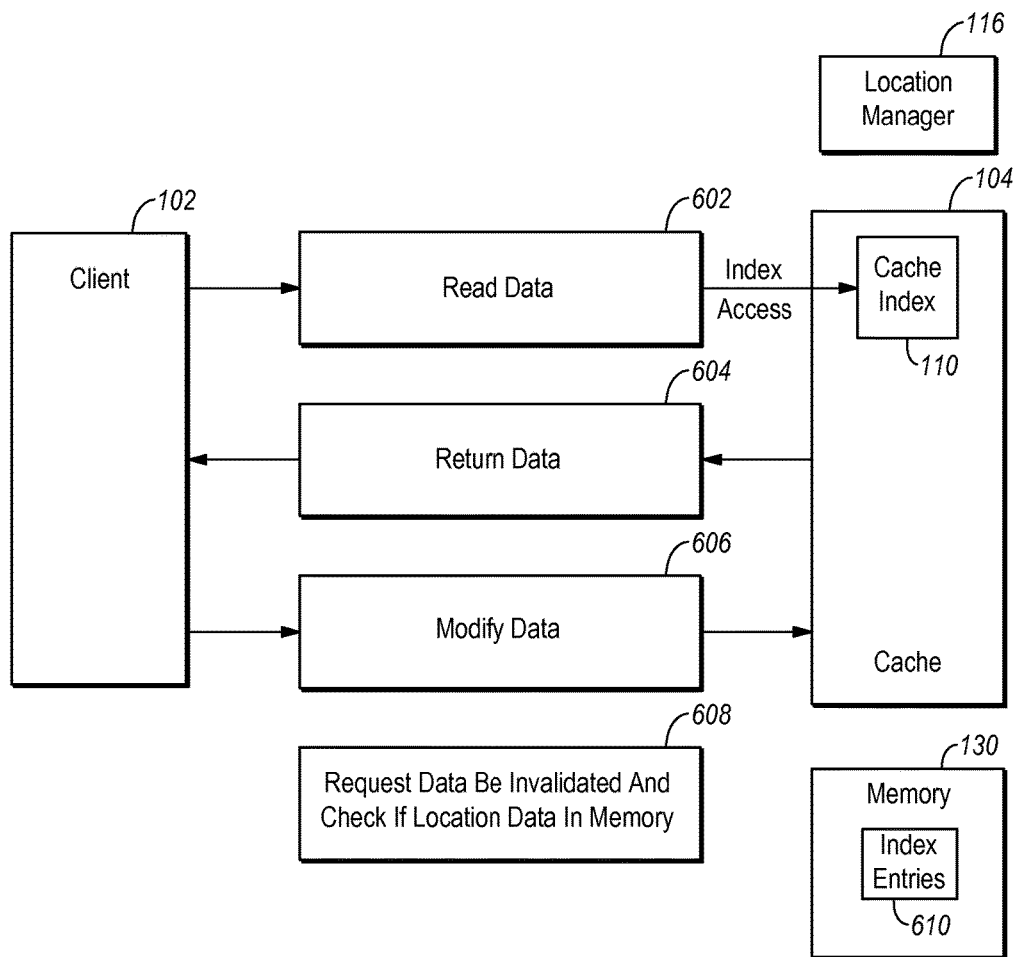 116
Location
Manager
102
Client
602
Read Data
Index
Access
104
Cache
Index
110
604
Return Data
606
Modify Data
Cache
608
Request Data Be Invalidated And
Check If Location Data In Memory
130
Memory
Index
Entries
610